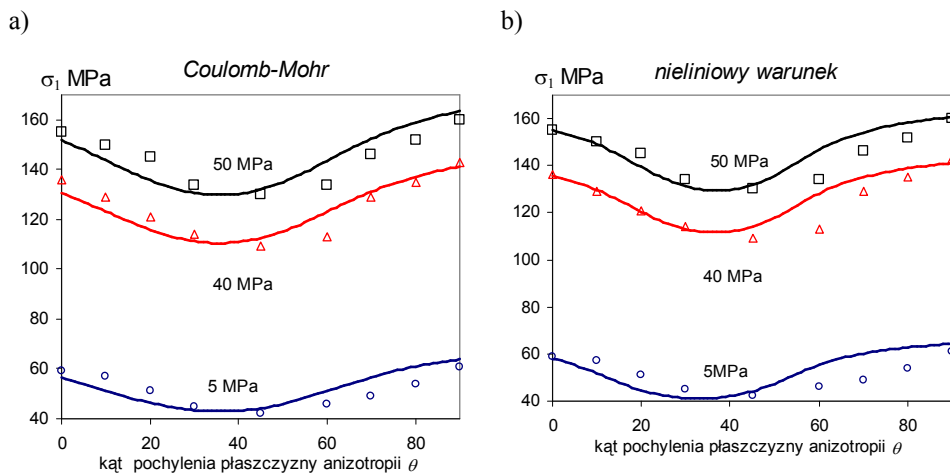 a)
σ₁ MPa
Coulomb-Mohr
160
140
120
100
80
60
40
50 MPa
40 MPa
5 MPa
0 20 40 60 80
kąt pochylenia płaszczyzny anizotropii θ
b)
σ₁ MPa
nieliniowy warunek
160
140
120
100
80
60
40
50 MPa
40 MPa
5MPa
0 20 40 60 80
kąt pochylenia płaszczyzny anizotropii θ